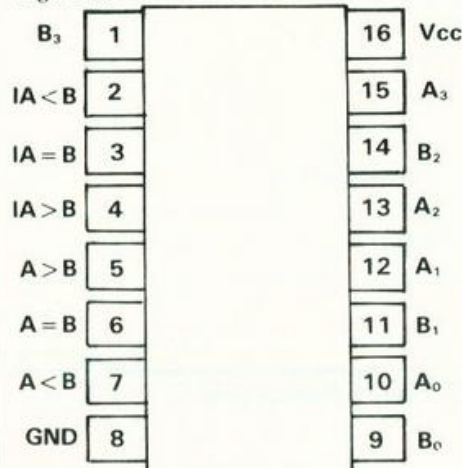 B₃ 1 16 Vcc
IA<B 2 15 A₃
IA=B 3 14 B₂
IA>B 4 13 A₂
A>B 5 12 A₁
A=B 6 11 B₁
A<B 7 10 A₀
GND 8 9 B₀